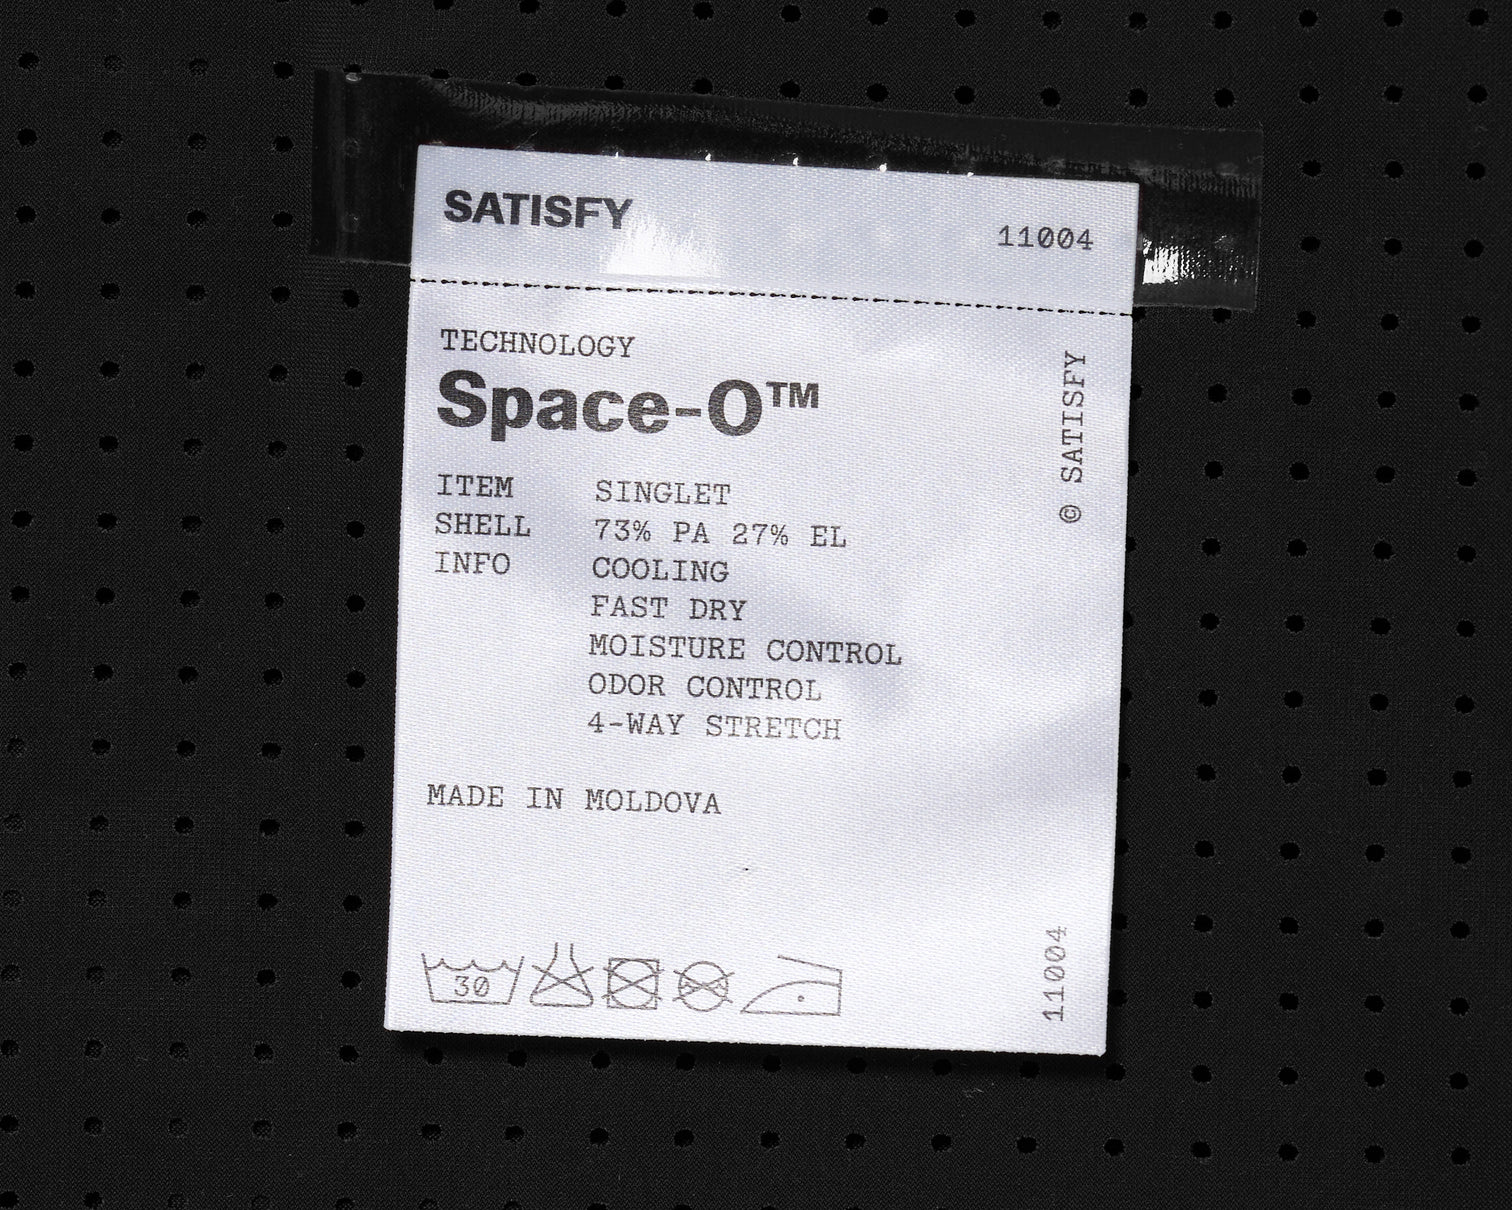 SATISFY
11004
TECHNOLOGY
Space-O™
ITEM SINGLET
SHELL 73% PA 27% EL
INFO COOLING
FAST DRY
MOISTURE CONTROL
ODOR CONTROL
4-WAY STRETCH
MADE IN MOLDOVA
30
© SATISFY
11004